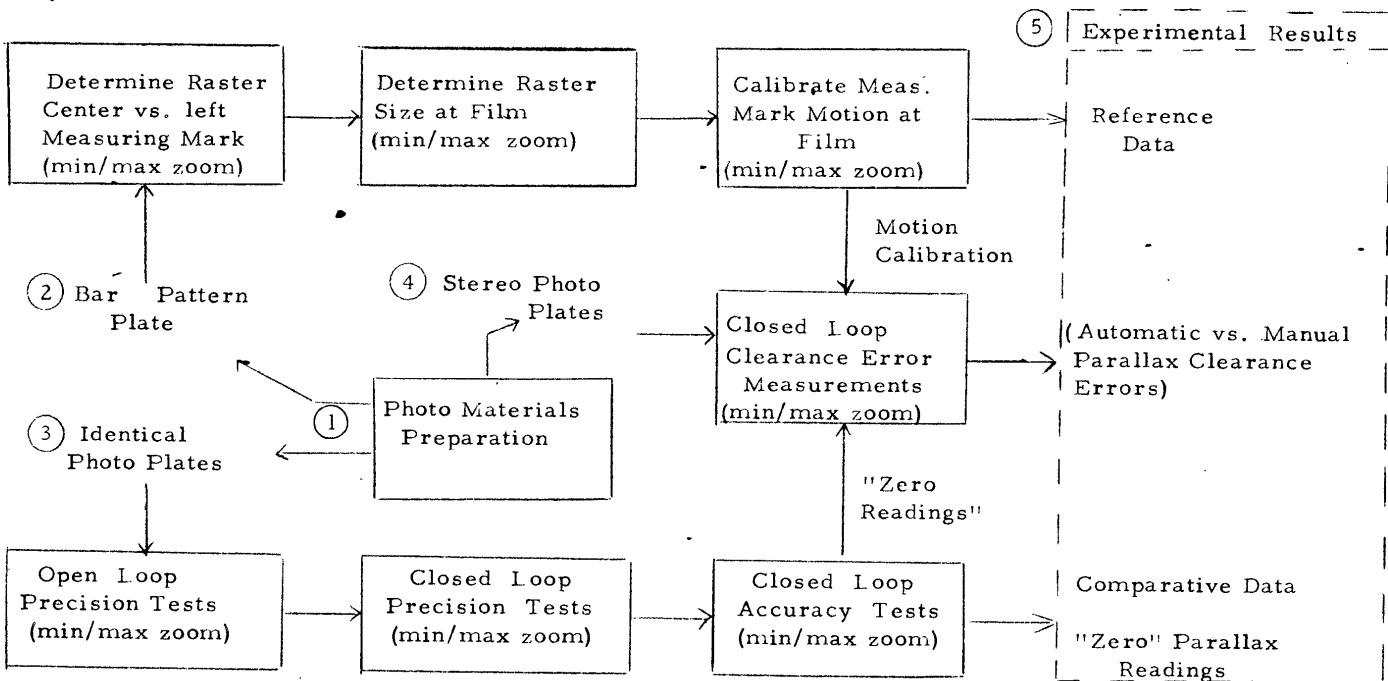 5 Experimental Results
Determine Raster
Center vs. left
Measuring Mark
(min/max zoom)
Determine Raster
Size at Film
(min/max zoom)
Calibrate Meas.
Mark Motion at
Film
(min/max zoom)
Reference
Data
Motion
Calibration
2 Bar Pattern
Plate
4 Stereo Photo
Plates
Closed Loop
Clearance Error
Measurements
(min/max zoom)
(Automatic vs. Manual
Parallax Clearance
Errors)
1
Photo Materials
Preparation
3 Identical
Photo Plates
"Zero
Readings"
Open Loop
Precision Tests
(min/max zoom)
Closed Loop
Precision Tests
(min/max zoom)
Closed Loop
Accuracy Tests
(min/max zoom)
Comparative Data
"Zero" Parallax
Readings